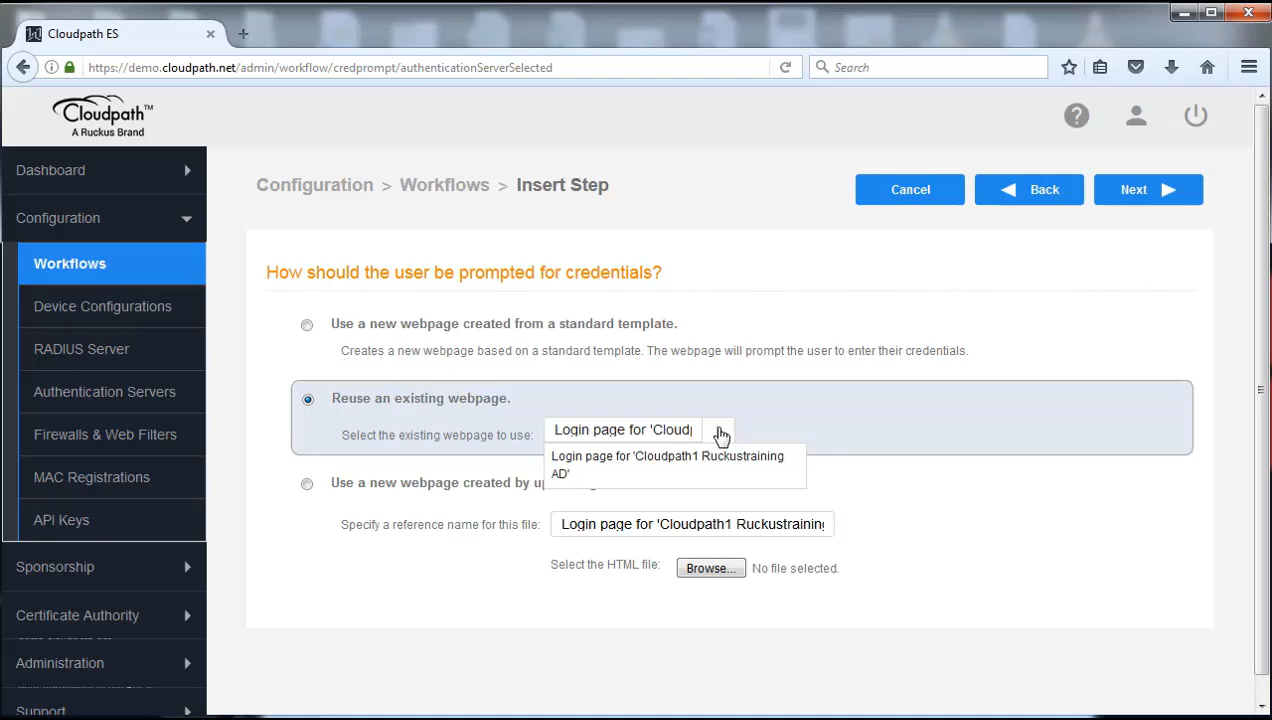 Cloudpath ES
https://demo.cloudpath.net/admin/workflow/credprompt/authenticationServerSelected
Search
Cloudpath™
A Ruckus Brand
Dashboard
Configuration
Workflows
Device Configurations
RADIUS Server
Authentication Servers
Firewalls & Web Filters
MAC Registrations
API Keys
Sponsorship
Certificate Authority
Administration
Support
Configuration > Workflows > Insert Step
Cancel
Back
Next
How should the user be prompted for credentials?
Use a new webpage created from a standard template.
Creates a new webpage based on a standard template. The webpage will prompt the user to enter their credentials.
Reuse an existing webpage.
Select the existing webpage to use:
Login page for 'Cloudp
Login page for 'Cloudpath1 Ruckustraining
AD'
Use a new webpage created by up
Specify a reference name for this file:
Login page for 'Cloudpath1 Ruckustraining
Select the HTML file:
Browse...
No file selected.